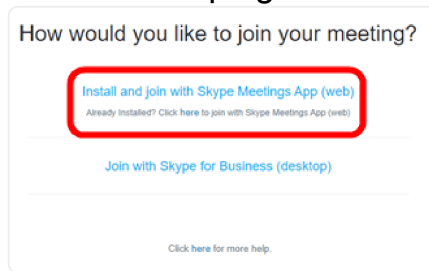 How would you like to join your meeting?
Install and join with Skype Meetings App (web)
Already Installed? Click here to join with Skype Meetings App (web)
Join with Skype for Business (desktop)
Click here for more help.